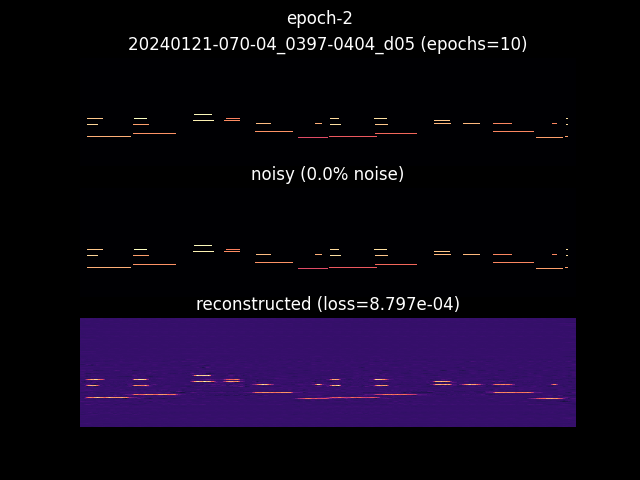 epoch-2
20240121-070-04_0397-0404_d05 (epochs=10)
noisy (0.0% noise)
reconstructed (loss=8.797e-04)